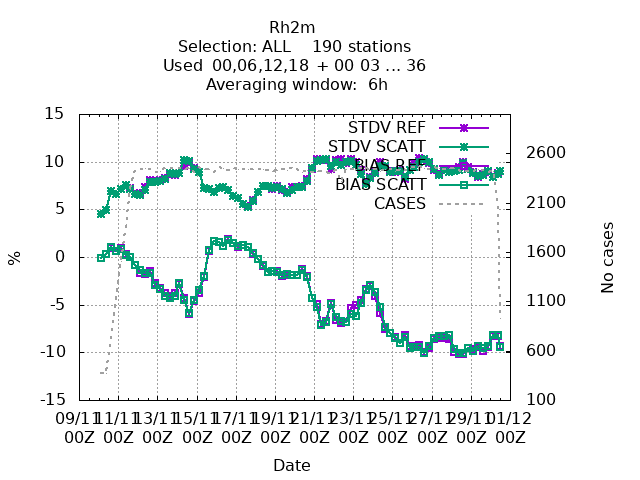 Rh2m
Selection: ALL    190 stations
Used  00,06,12,18  + 00 03 ... 36
Averaging window:  6h
15
10
5
0
-5
-10
-15
%
STDV REF
STDV SCATT
BIAS REF
BIAS SCATT
CASES
2600
2100
1600
1100
600
100
No cases
09/11 11/11 13/11 15/11 17/11 19/11 21/11 23/11 25/11 27/11 29/11 01/12
00Z 00Z 00Z 00Z 00Z 00Z 00Z 00Z 00Z 00Z 00Z 00Z
Date